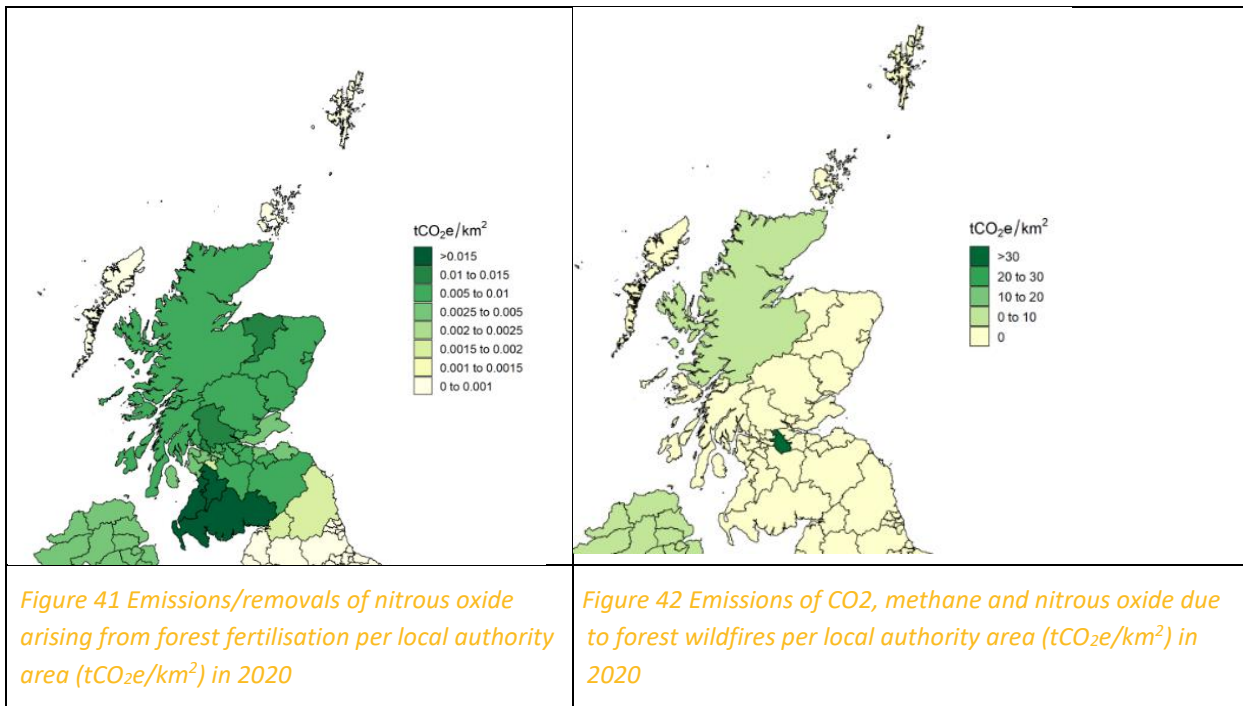 tCO₂e/km²
>0.015
0.01 to 0.015
0.005 to 0.01
0.0025 to 0.005
0.002 to 0.0025
0.0015 to 0.002
0.001 to 0.0015
0 to 0.001
tCO₂e/km²
>30
20 to 30
10 to 20
0 to 10
0
Figure 41 Emissions/removals of nitrous oxide
arising from forest fertilisation per local authority
area (tCO₂e/km²) in 2020
Figure 42 Emissions of CO2, methane and nitrous oxide due
to forest wildfires per local authority area (tCO₂e/km²) in
2020